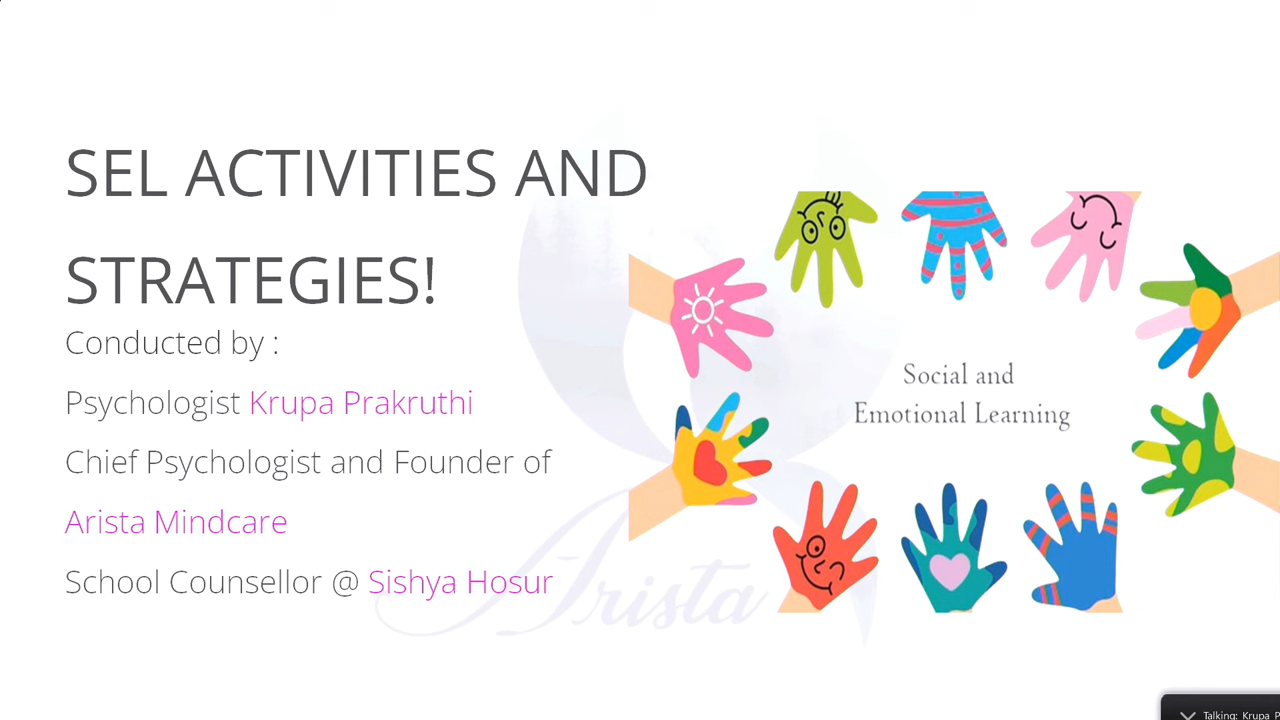 SEL ACTIVITIES AND
STRATEGIES!
Conducted by :
Psychologist Krupa Prakruthi
Chief Psychologist and Founder of
Arista Mindcare
School Counsellor @ Sishya Hosur
Social and
Emotional Learning
Arista
Talking: Krupa P